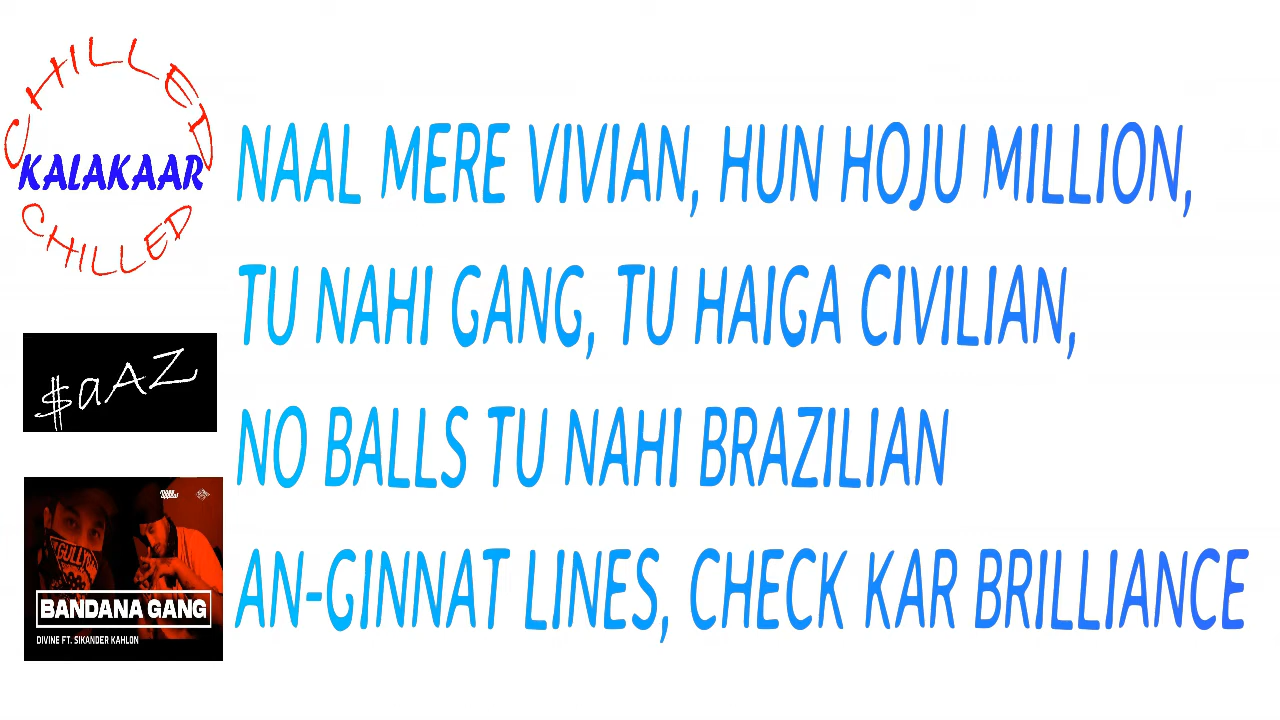 CHILLED
KALAKAAR
CHILLED
$aAZ
GULLY
BANDANA GANG
DIVINE FT. SIKANDER KAHLON
NAAL MERE VIVIAN, HUN HOJU MILLION,
TU NAHI GANG, TU HAIGA CIVILIAN,
NO BALLS TU NAHI BRAZILIAN
AN-GINNAT LINES, CHECK KAR BRILLIANCE